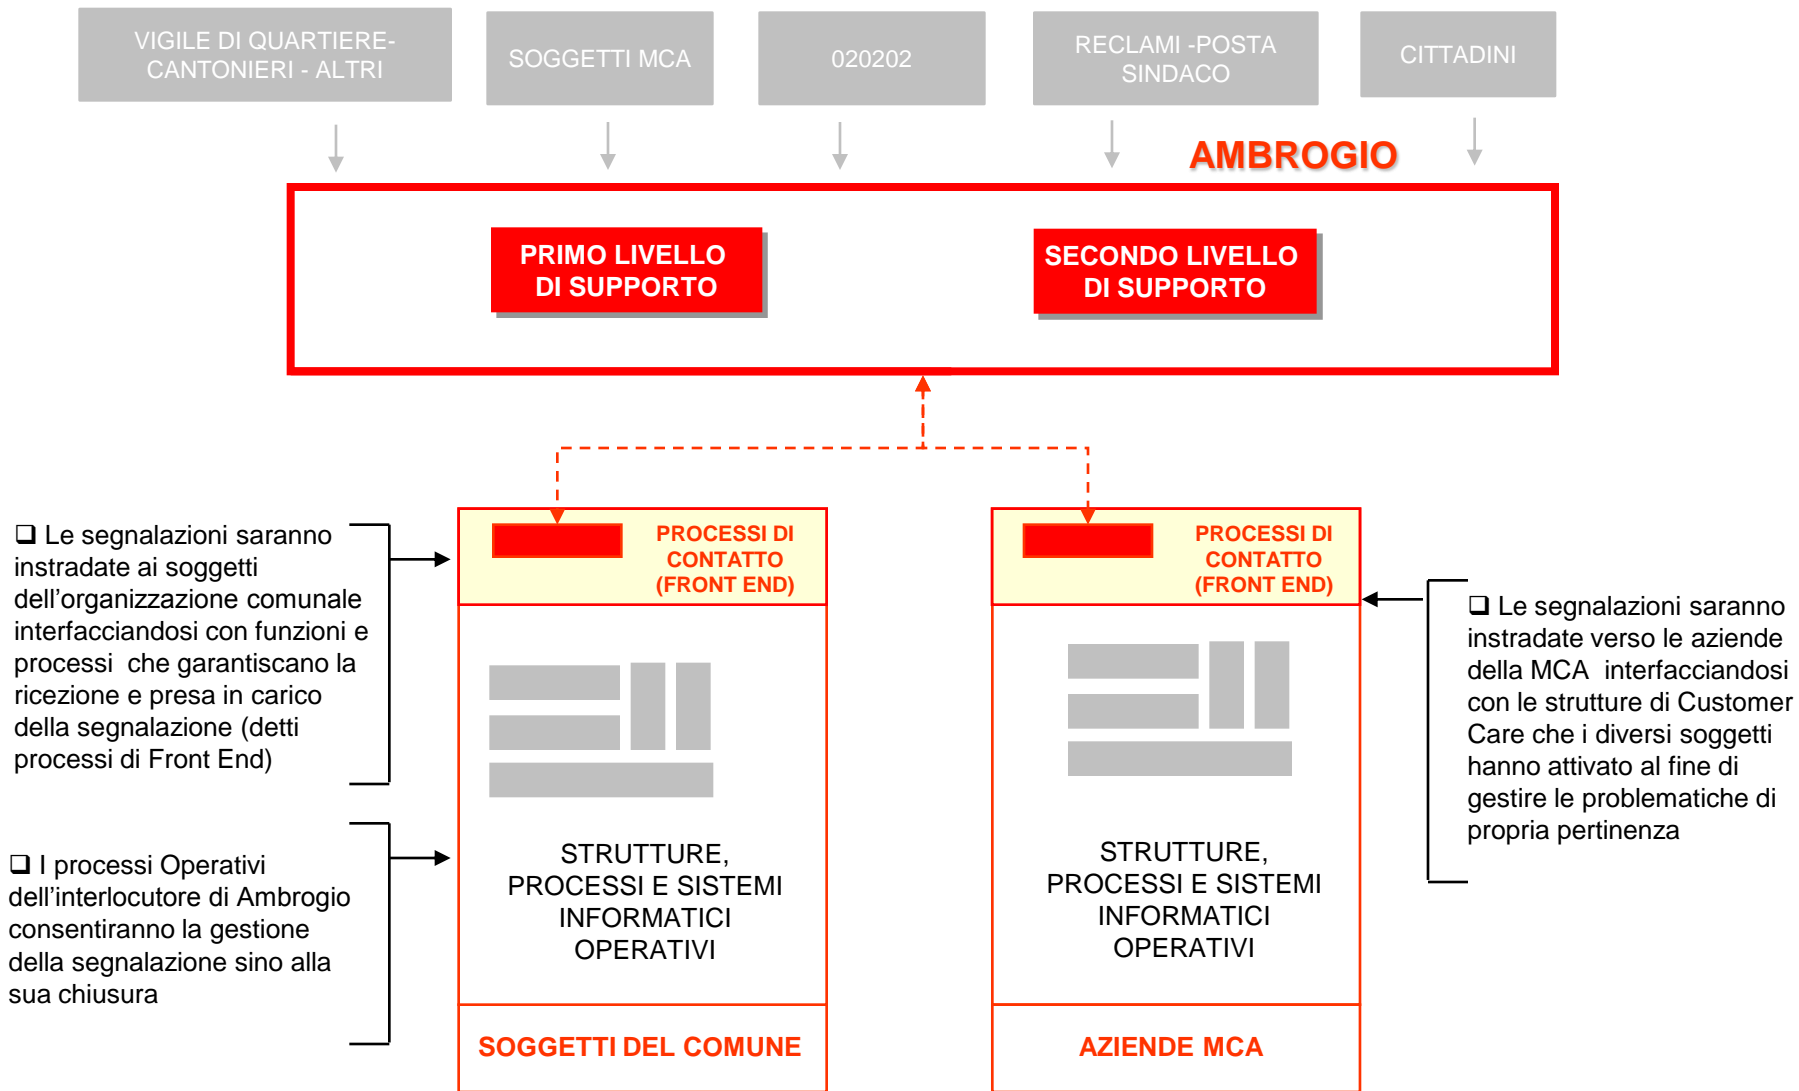 VIGILE DI QUARTIERE-
CANTONIERI - ALTRI
SOGGETTI MCA
020202
RECLAMI -POSTA
SINDACO
CITTADINI
AMBROGIO
PRIMO LIVELLO
DI SUPPORTO
SECONDO LIVELLO
DI SUPPORTO
❑ Le segnalazioni saranno
instradate ai soggetti
dell’organizzazione comunale
interfacciandosi con funzioni e
processi che garantiscano la
ricezione e presa in carico
della segnalazione (detti
processi di Front End)
❑ I processi Operativi
dell’interlocutore di Ambrogio
consentiranno la gestione
della segnalazione sino alla
sua chiusura
PROCESSI DI
CONTATTO
(FRONT END)
STRUTTURE,
PROCESSI E SISTEMI
INFORMATICI
OPERATIVI
SOGGETTI DEL COMUNE
PROCESSI DI
CONTATTO
(FRONT END)
STRUTTURE,
PROCESSI E SISTEMI
INFORMATICI
OPERATIVI
AZIENDE MCA
❑ Le segnalazioni saranno
instradate verso le aziende
della MCA interfacciandosi
con le strutture di Customer
Care che i diversi soggetti
hanno attivato al fine di
gestire le problematiche di
propria pertinenza